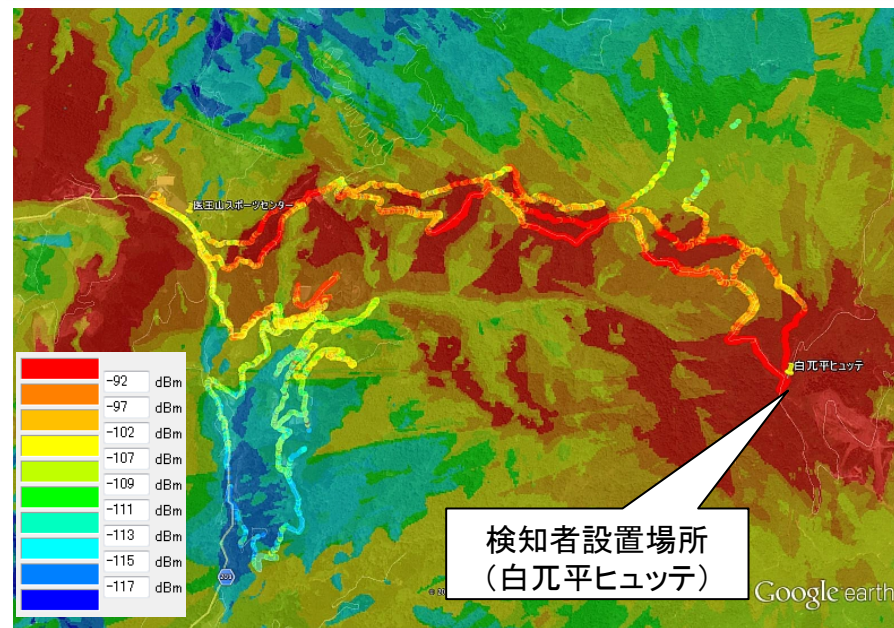 医王山スポーツセンター
白兀平ヒュッテ
-92 dBm
-97 dBm
-102 dBm
-107 dBm
-109 dBm
-111 dBm
-113 dBm
-115 dBm
-117 dBm
検知者設置場所
(白兀平ヒュッテ)
Google earth